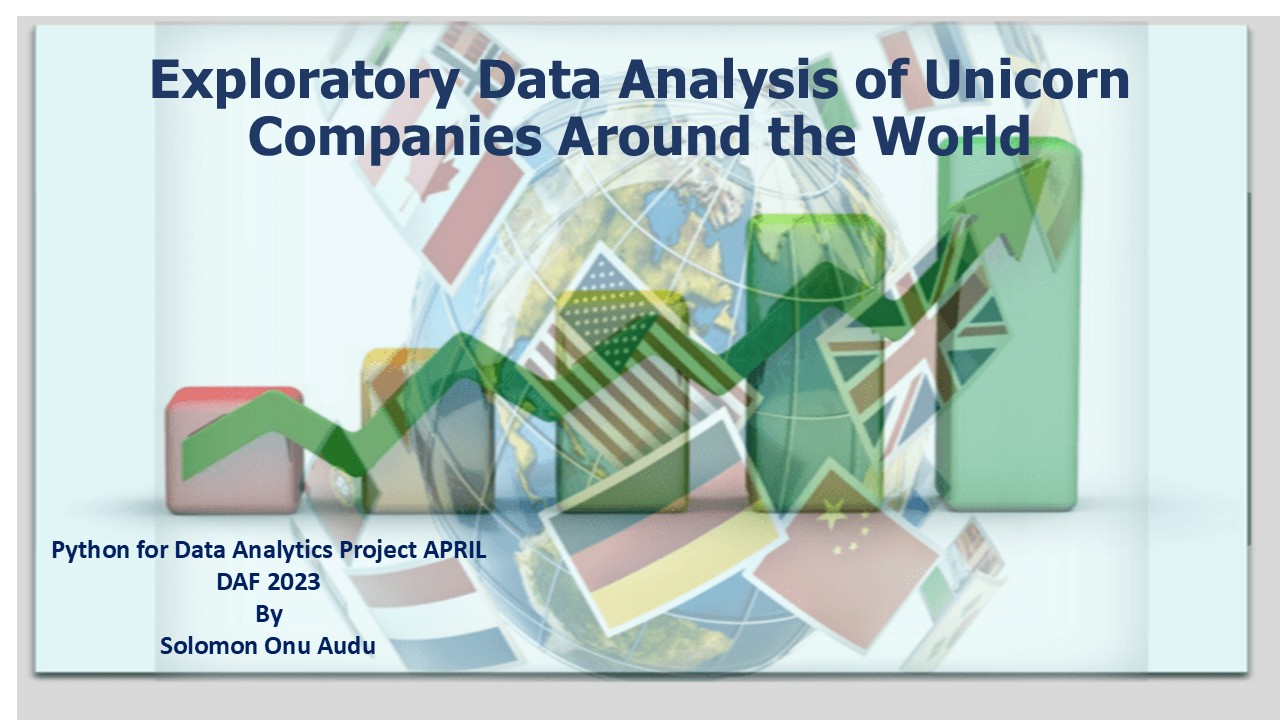 Exploratory Data Analysis of Unicorn
Companies Around the World
Python for Data Analytics Project APRIL
DAF 2023
By
Solomon Onu Audu